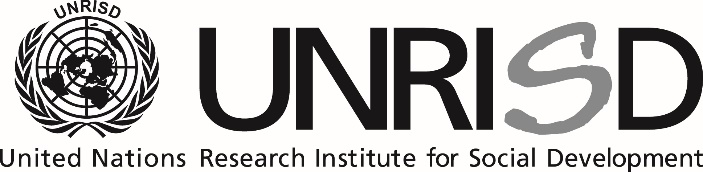 UNRISD
UNRISD
United Nations Research Institute for Social Development